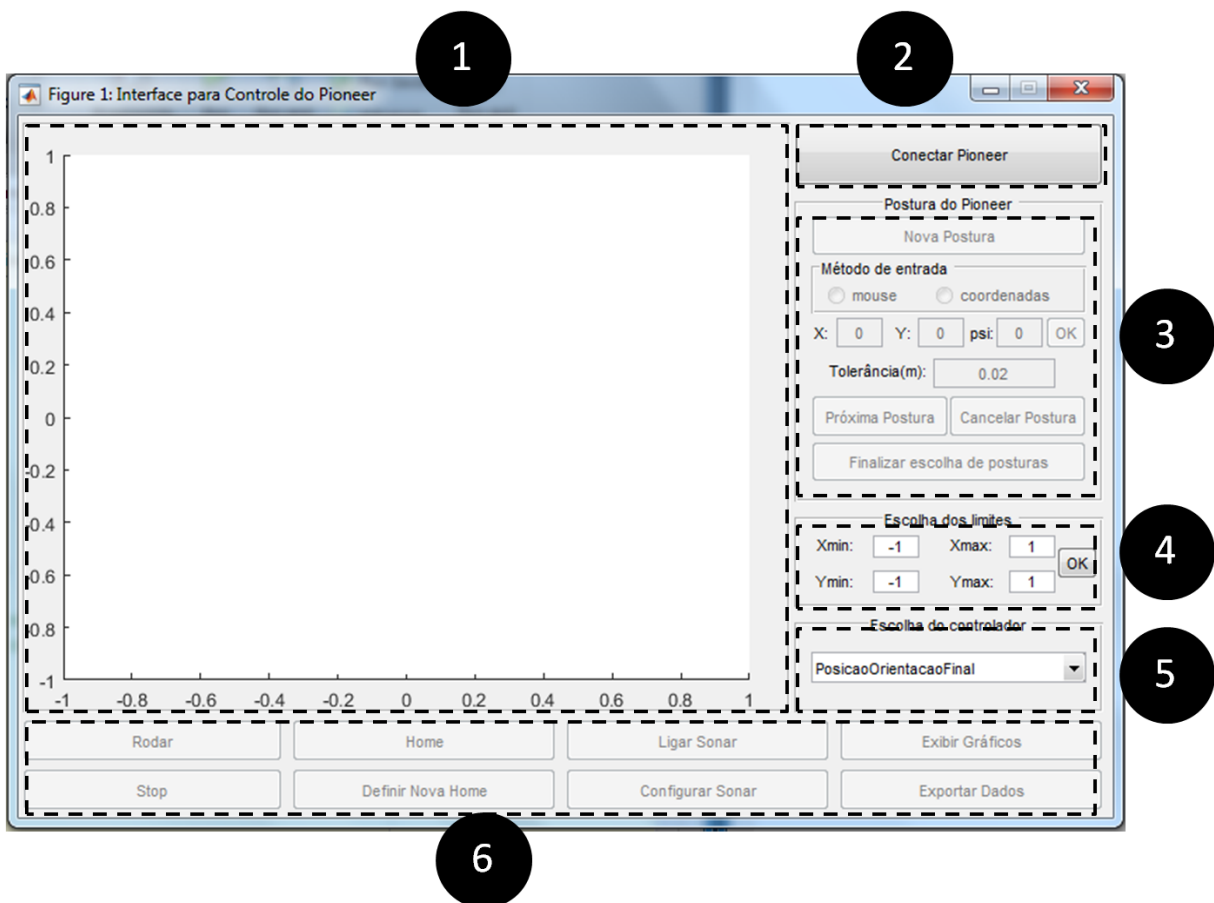 1
2
Figure 1: Interface para Controle do Pioneer
Conectar Pioneer
Postura do Pioneer
Nova Postura
Método de entrada
mouse coordenadas
X: 0 Y: 0 psi: 0 OK
Tolerância(m): 0.02
Próxima Postura Cancelar Postura
Finalizar escolha de posturas
3
Escolha dos limites
Xmin: -1 Xmax: 1
OK
Ymin: -1 Ymax: 1
4
Escolha do controlador
PosicaoOrientacaoFinal
5
1
0.8
0.6
0.4
0.2
0
-0.2
-0.4
-0.6
-0.8
-1
-1 -0.8 -0.6 -0.4 -0.2 0 0.2 0.4 0.6 0.8 1
Rodar Home Ligar Sonar Exibir Gráficos
Stop Definir Nova Home Configurar Sonar Exportar Dados
6